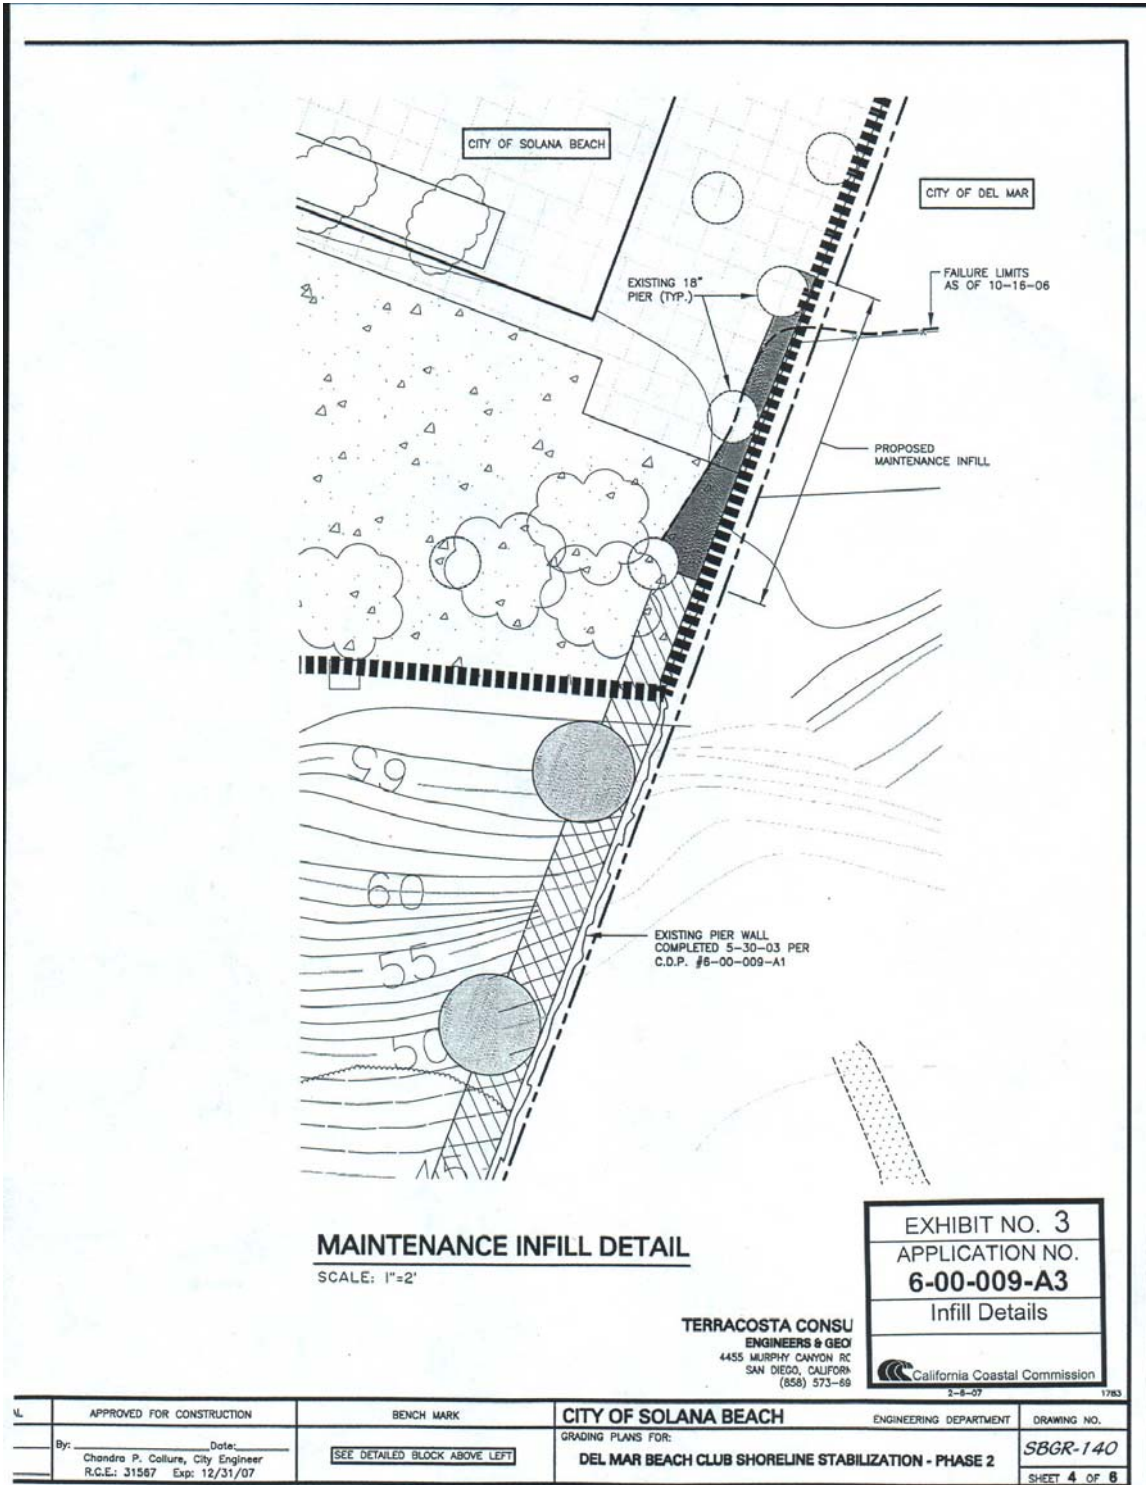 CITY OF SOLANA BEACH
CITY OF DEL MAR
FAILURE LIMITS
AS OF 10-16-06
EXISTING 18"
PIER (TYP.)
PROPOSED
MAINTENANCE INFILL
60
55
50
EXISTING PIER WALL
COMPLETED 5-30-03 PER
C.D.P. #6-00-009-A1
45
MAINTENANCE INFILL DETAIL
SCALE: 1"=2'
EXHIBIT NO. 3
APPLICATION NO.
6-00-009-A3
Infill Details
California Coastal Commission
TERRACOSTA CONSU
ENGINEERS & GEO
4455 MURPHY CANYON
SAN DIEGO,
(858) 573-69
2-6-07
1783
APPROVED FOR CONSTRUCTION
By: Date:
Chandra P. Collure, City Engineer
R.C.E.: 31567 Exp: 12/31/07
BENCH MARK
SEE DETAILED BLOCK ABOVE LEFT
CITY OF SOLANA BEACH ENGINEERING DEPARTMENT
GRADING PLANS FOR:
DEL MAR BEACH CLUB SHORELINE STABILIZATION - PHASE 2
DRAWING NO.
SBGR-140
SHEET 4 OF 6